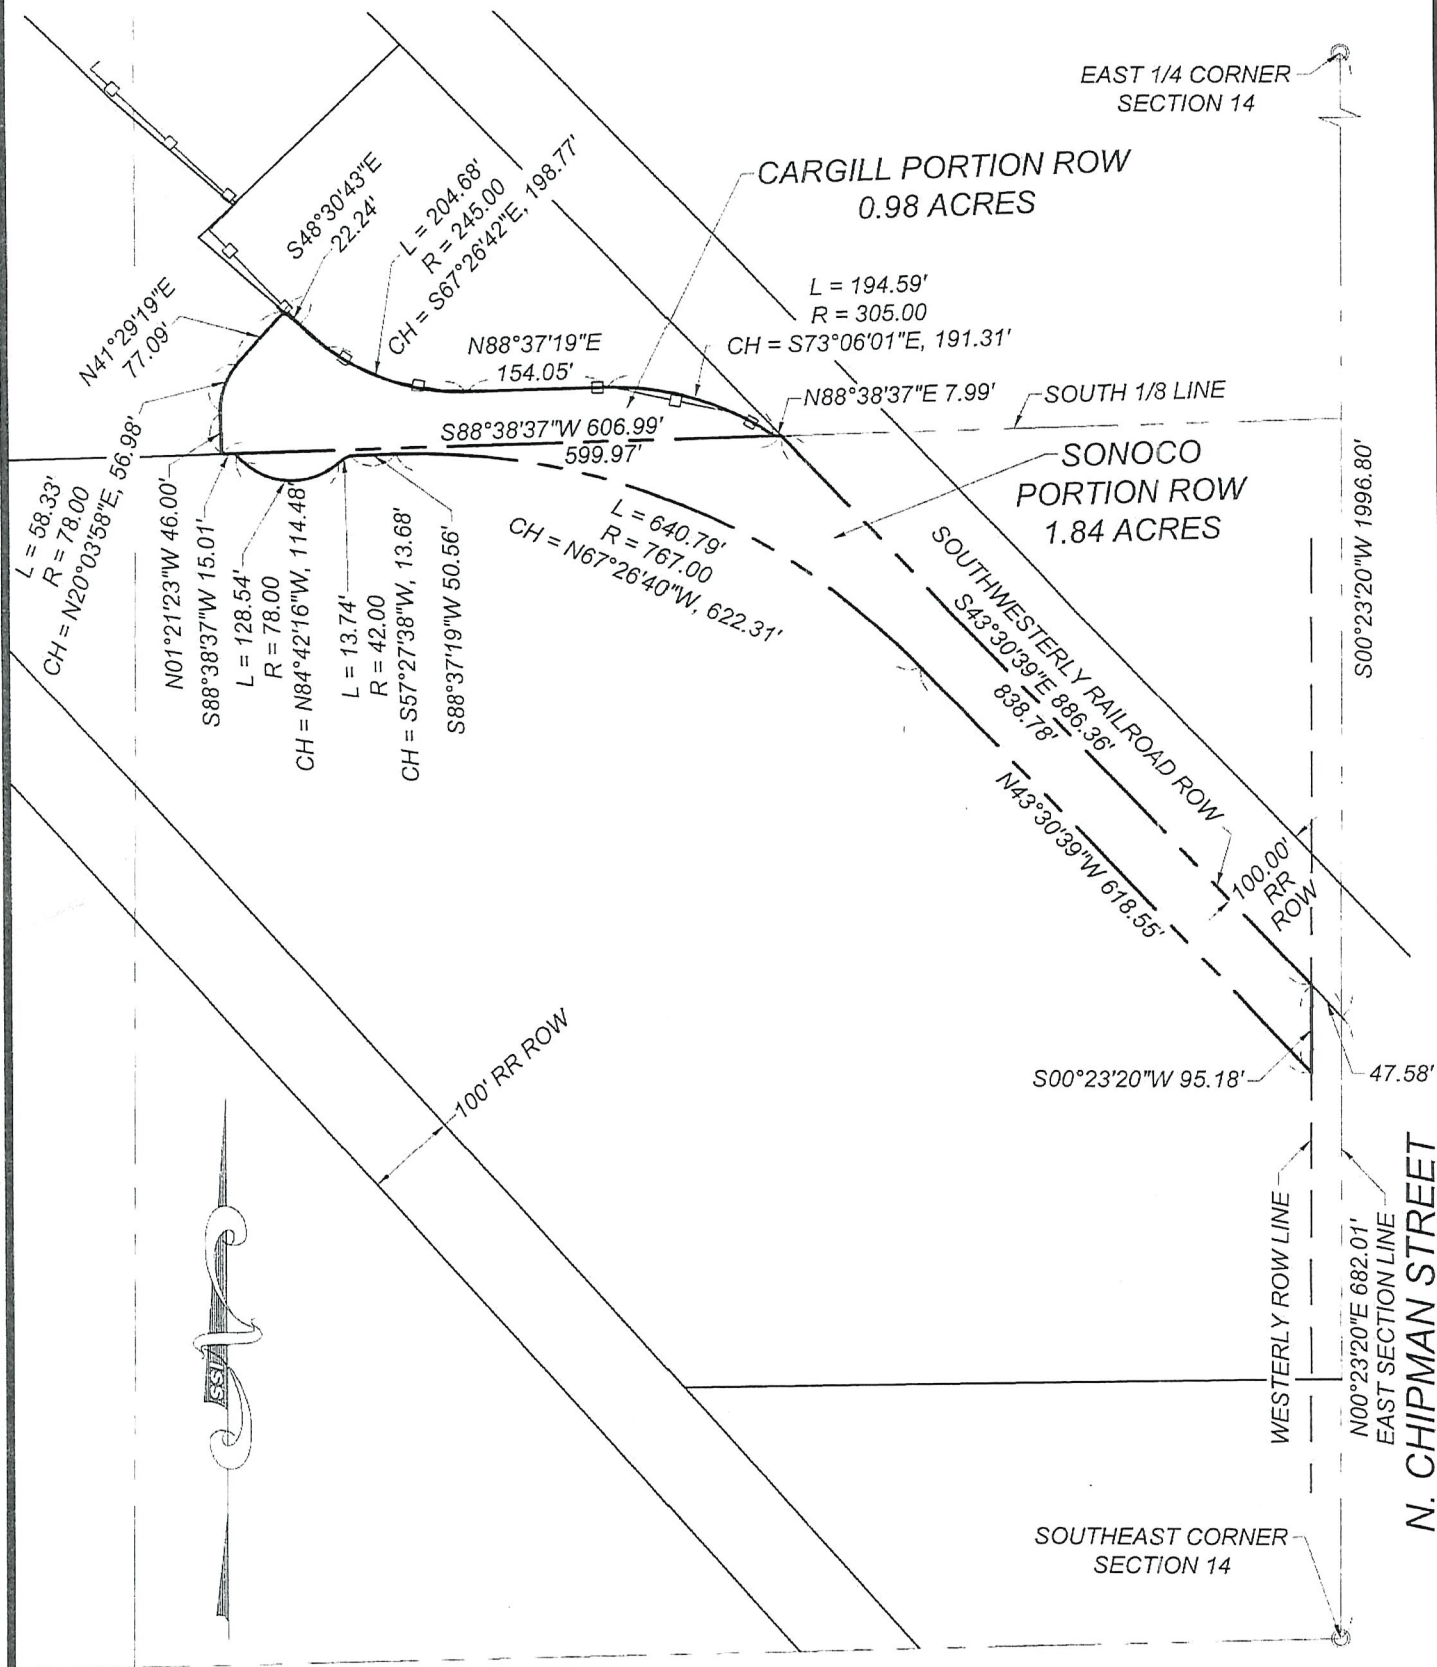 EAST 1/4 CORNER
SECTION 14
CARGILL PORTION ROW
0.98 ACRES
S48°30'43"E
22.24'
L = 204.68'
R = 245.00
CH = S67°26'42"E, 198.77'
L = 194.59'
R = 305.00
CH = S73°06'01"E, 191.31'
N41°29'19"E
77.09'
N88°37'19"E
154.05'
N88°38'37"E 7.99'
SOUTH 1/8 LINE
S88°38'37"W 606.99'
599.97'
SONOCO
PORTION ROW
1.84 ACRES
L = 58.33'
R = 78.00
CH = N20°03'58"E, 56.98'
N01°21'23"W 46.00'
S88°38'37"W 15.01'
L = 128.54'
R = 78.00
CH = N84°42'16"W, 114.48'
L = 13.74'
R = 42.00
CH = S57°27'38"W, 13.68'
S88°37'19"W 50.56'
L = 640.79'
R = 767.00
CH = N67°26'40"W, 622.31'
SOUTHWESTERLY RAILROAD ROW
S43°30'39"E 886.36'
838.78'
N43°30'39"W 618.55'
S00°23'20"W 1996.80'
100.00'
RR
ROW
100' RR ROW
S00°23'20"W 95.18'
47.58'
WESTERLY ROW LINE
N00°23'20"E 682.01'
EAST SECTION LINE
N. CHIPMAN STREET
SSI
SOUTHEAST CORNER
SECTION 14